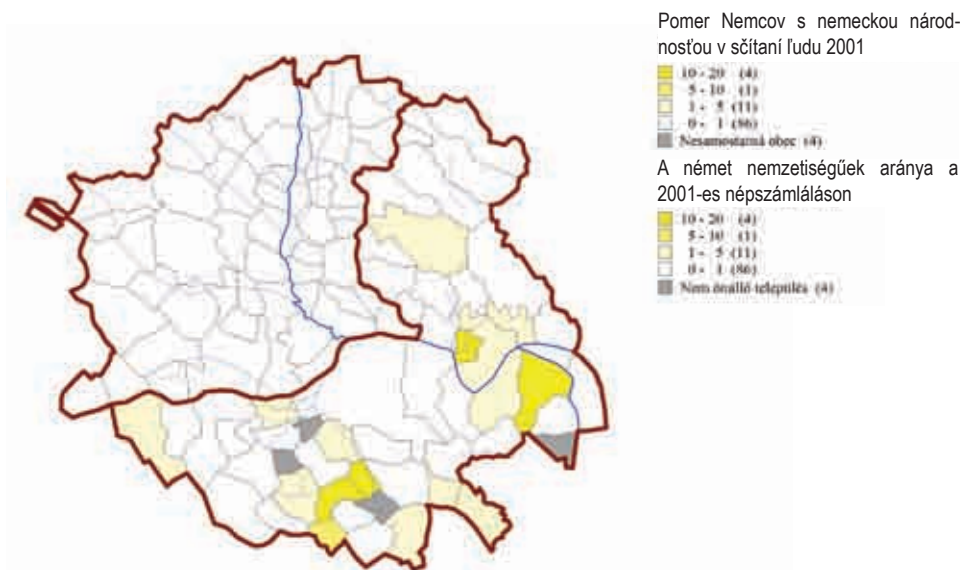 Pomer Nemcov s nemeckou národ-
nosťou v sčítaní ľudu 2001
10 - 20 (4)
5 - 10 (1)
1 - 5 (11)
0 - 1 (86)
Nesamostatná obec (4)
A német nemzetiségűek aránya a
2001-es népszámláláson
10 - 20 (4)
5 - 10 (1)
1 - 5 (11)
0 - 1 (86)
Nem önálló település (4)